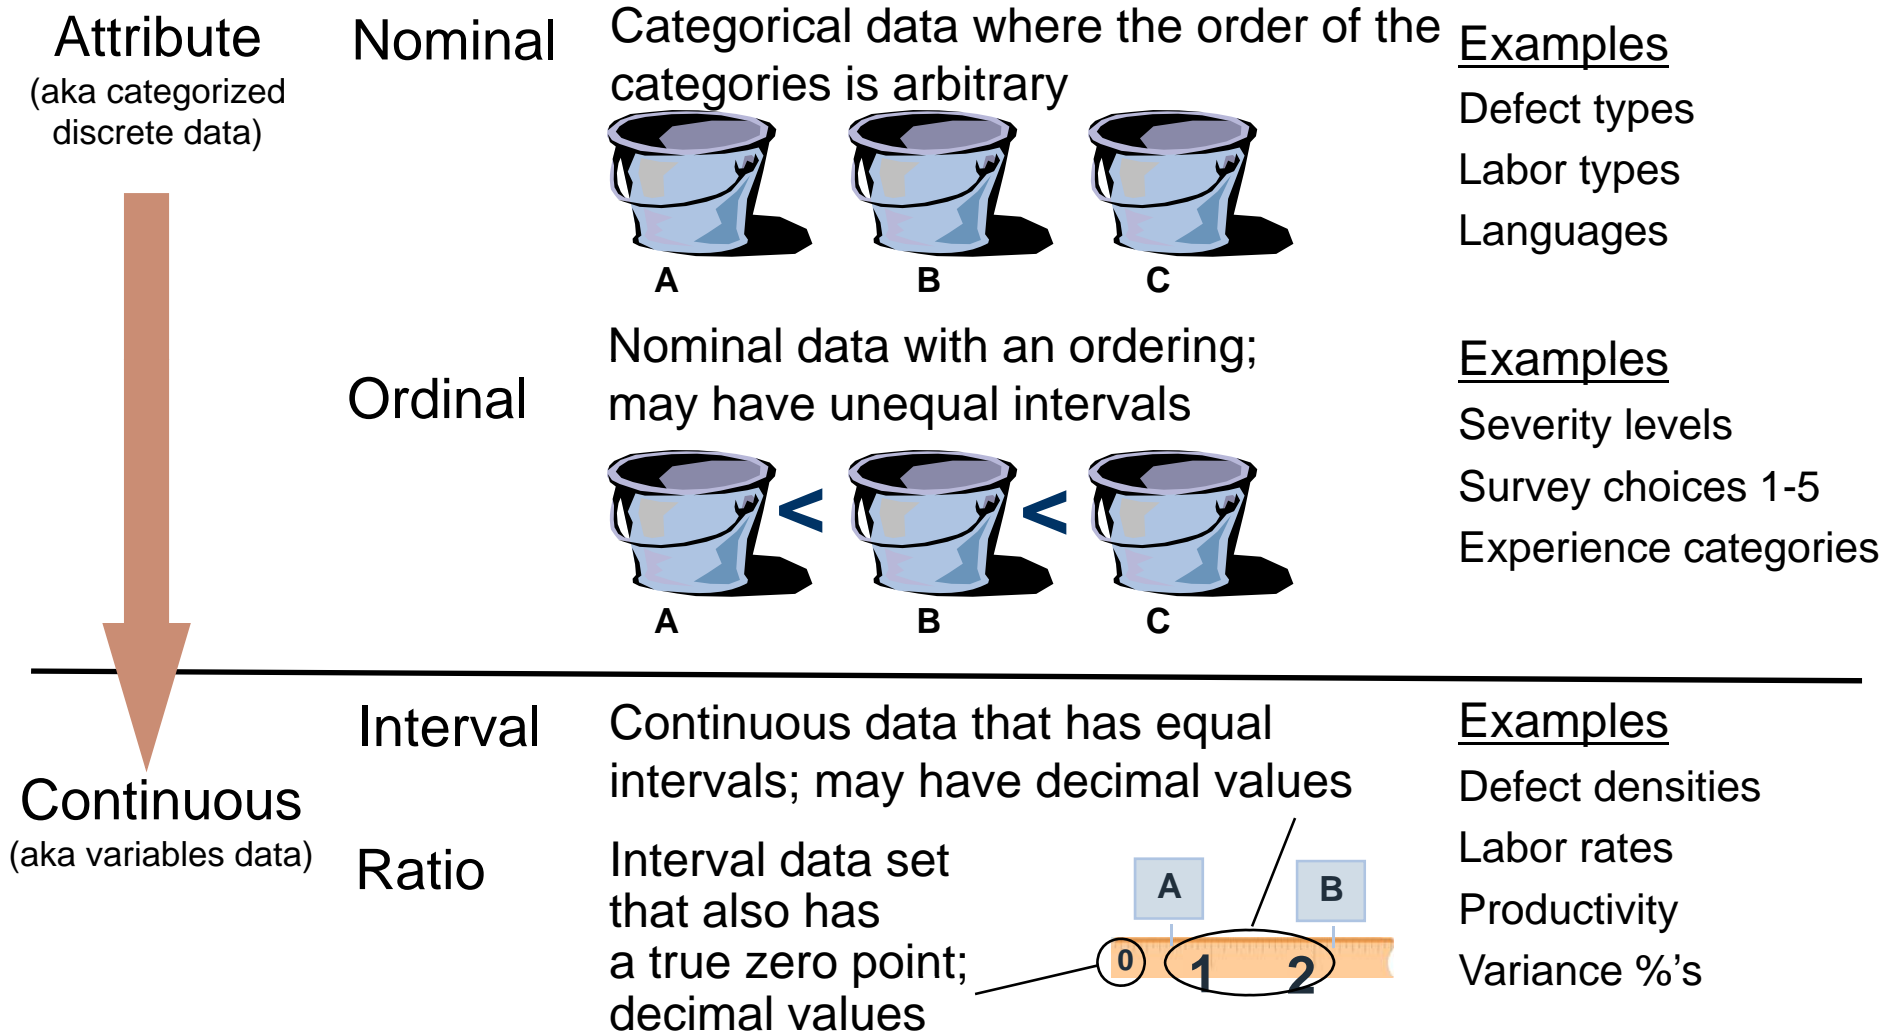 Attribute
(aka categorized
discrete data)
Nominal
Categorical data where the order of the
categories is arbitrary
A
B
C
Examples
Defect types
Labor types
Languages
Ordinal
Nominal data with an ordering;
may have unequal intervals
<
<
A
B
C
Examples
Severity levels
Survey choices 1-5
Experience categories
Continuous
(aka variables data)
Interval
Continuous data that has equal
intervals; may have decimal values
Ratio
Interval data set
that also has
a true zero point;
decimal values
A
B
0
1
2
Examples
Defect densities
Labor rates
Productivity
Variance %’s